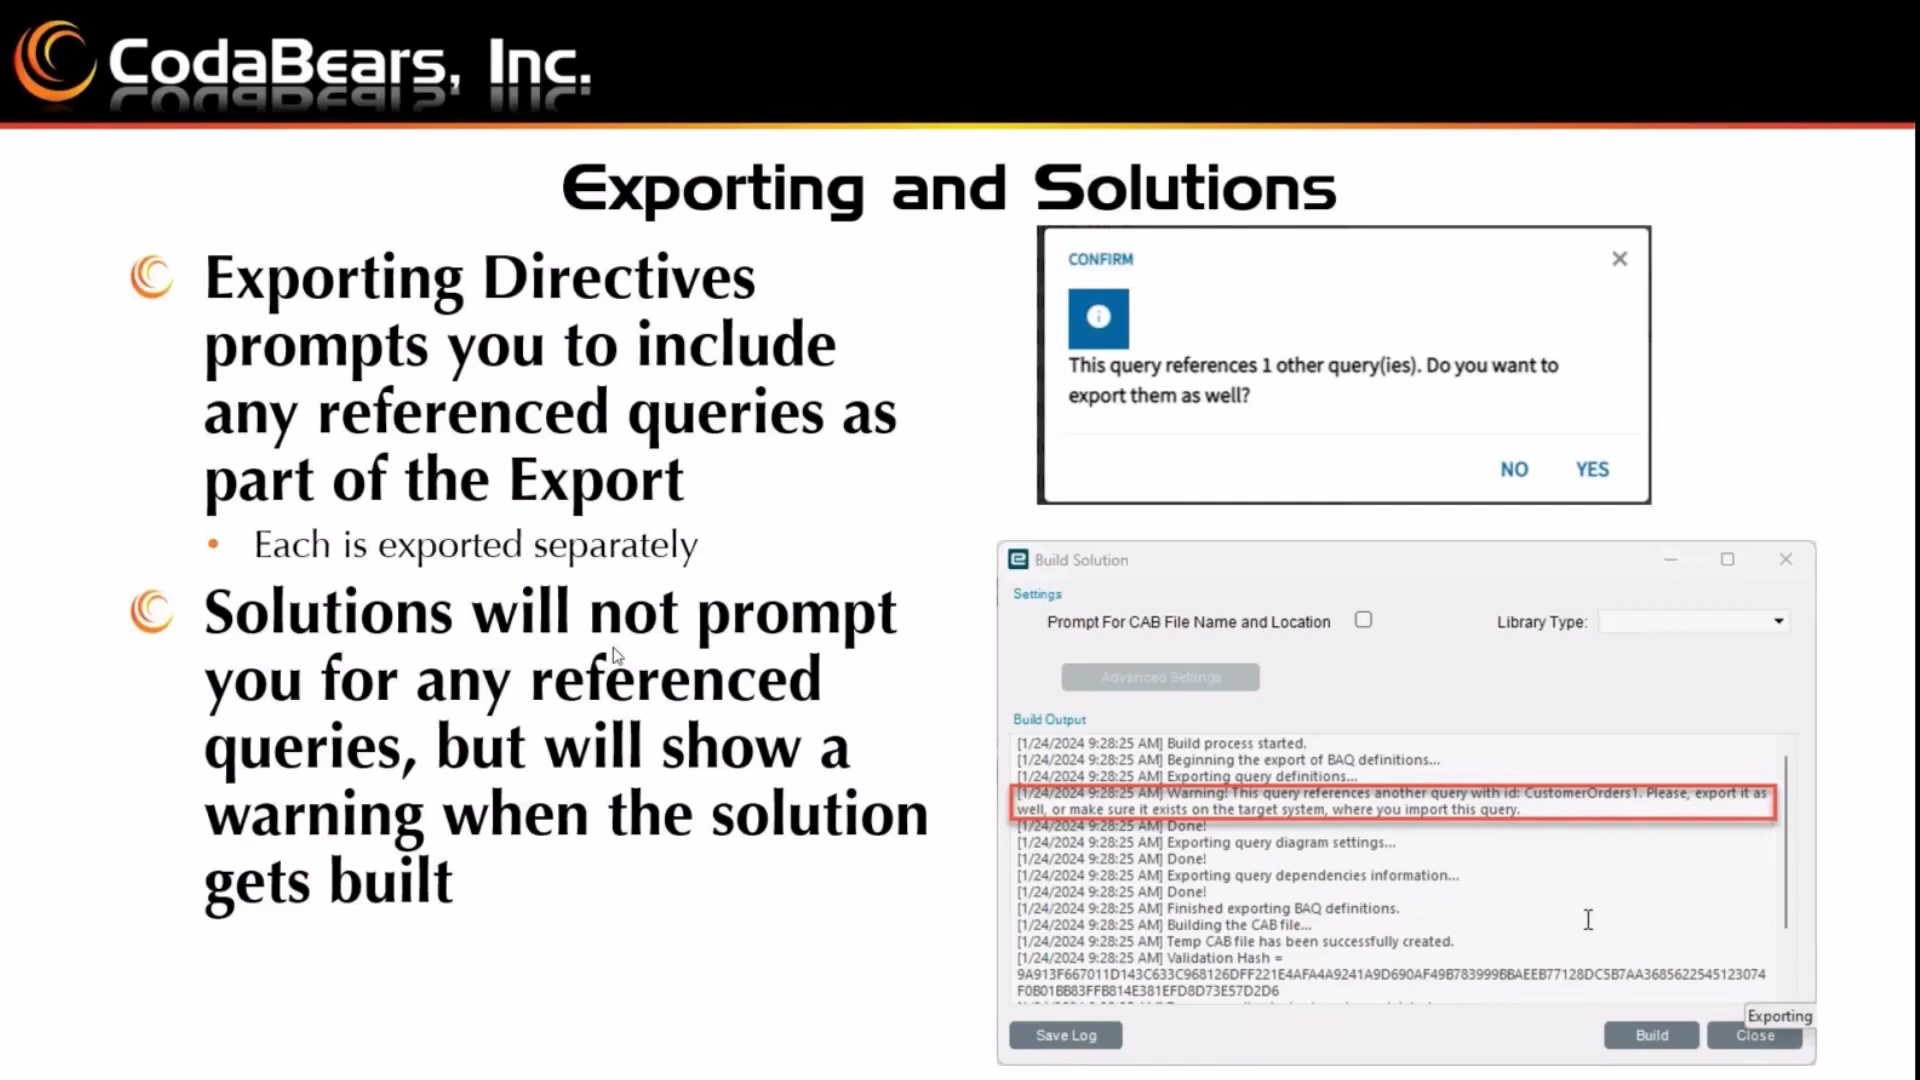 CodaBears, Inc.
Exporting and Solutions
Exporting Directives
prompts you to include
any referenced queries as
part of the Export
• Each is exported separately
Solutions will not prompt
you for any referenced
queries, but will show a
warning when the solution
gets built
CONFIRM
This query references 1 other query(ies). Do you want to
export them as well?
NO YES
Build Solution
Settings
Prompt For CAB File Name and Location
Library Type:
Advanced Settings
Build Output
[1/24/2024 9:28:25 AM] Build process started.
[1/24/2024 9:28:25 AM] Beginning the export of BAQ definitions...
[1/24/2024 9:28:25 AM] Exporting query definitions...
[1/24/2024 9:28:25 AM] Warning! This query references another query with id: CustomerOrders1. Please, export it as
well, or make sure it exists on the target system, where you import this query.
[1/24/2024 9:28:25 AM] Done!
[1/24/2024 9:28:25 AM] Exporting query diagram settings...
[1/24/2024 9:28:25 AM] Done!
[1/24/2024 9:28:25 AM] Exporting query dependencies information...
[1/24/2024 9:28:25 AM] Done!
[1/24/2024 9:28:25 AM] Finished exporting BAQ definitions.
[1/24/2024 9:28:25 AM] Building the CAB file...
[1/24/2024 9:28:25 AM] Temp CAB file has been successfully created.
[1/24/2024 9:28:25 AM] Validation Hash =
9A913F667011D143C633C968126DFF221E4AFA4A9241A9D690AF49B783999BBAEEB77128DC5B7AA3685622545123074
F0B01BB83FFB814E381EFD8D73E57D2D6
Exporting
Save Log
Build
Close